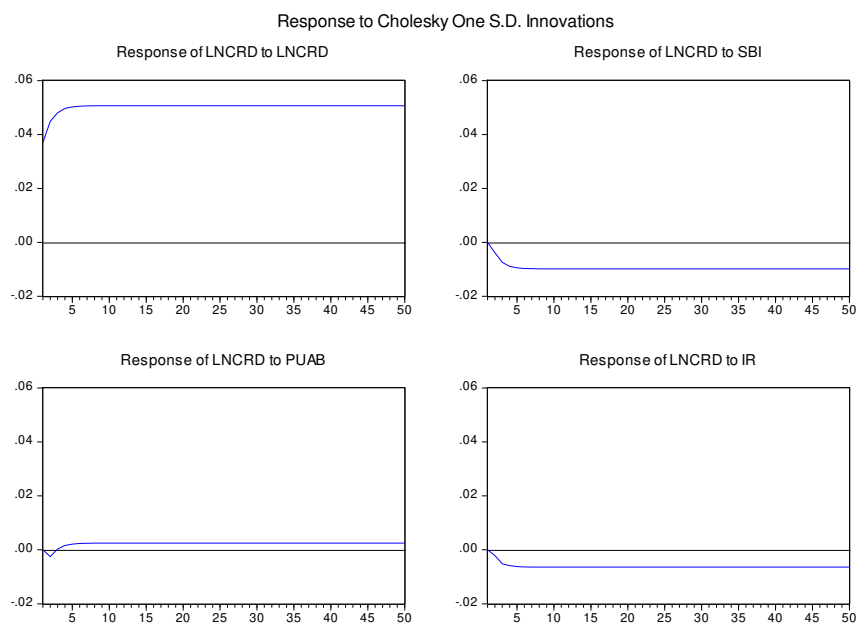 Response to Cholesky One S.D. Innovations
Response of LNCRD to LNCRD
.06
.04
.02
.00
-.02
5 10 15 20 25 30 35 40 45 50
Response of LNCRD to SBI
.06
.04
.02
.00
-.02
5 10 15 20 25 30 35 40 45 50
Response of LNCRD to PUAB
.06
.04
.02
.00
-.02
5 10 15 20 25 30 35 40 45 50
Response of LNCRD to IR
.06
.04
.02
.00
-.02
5 10 15 20 25 30 35 40 45 50